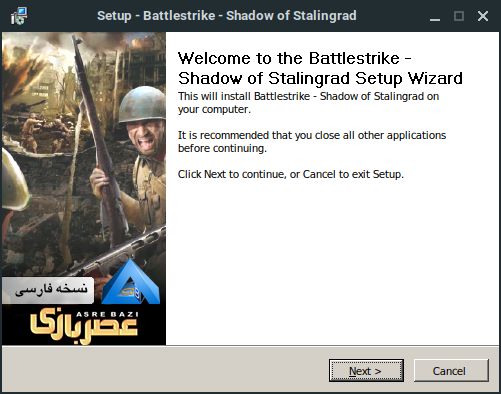 Setup - Battlestrike - Shadow of Stalingrad
Welcome to the Battlestrike -
Shadow of Stalingrad Setup Wizard
This will install Battlestrike - Shadow of Stalingrad on
your computer.
It is recommended that you close all other applications
before continuing.
Click Next to continue, or Cancel to exit Setup.
نسخه فارسی
ASRE BAZI
عصر بازی
Next >
Cancel